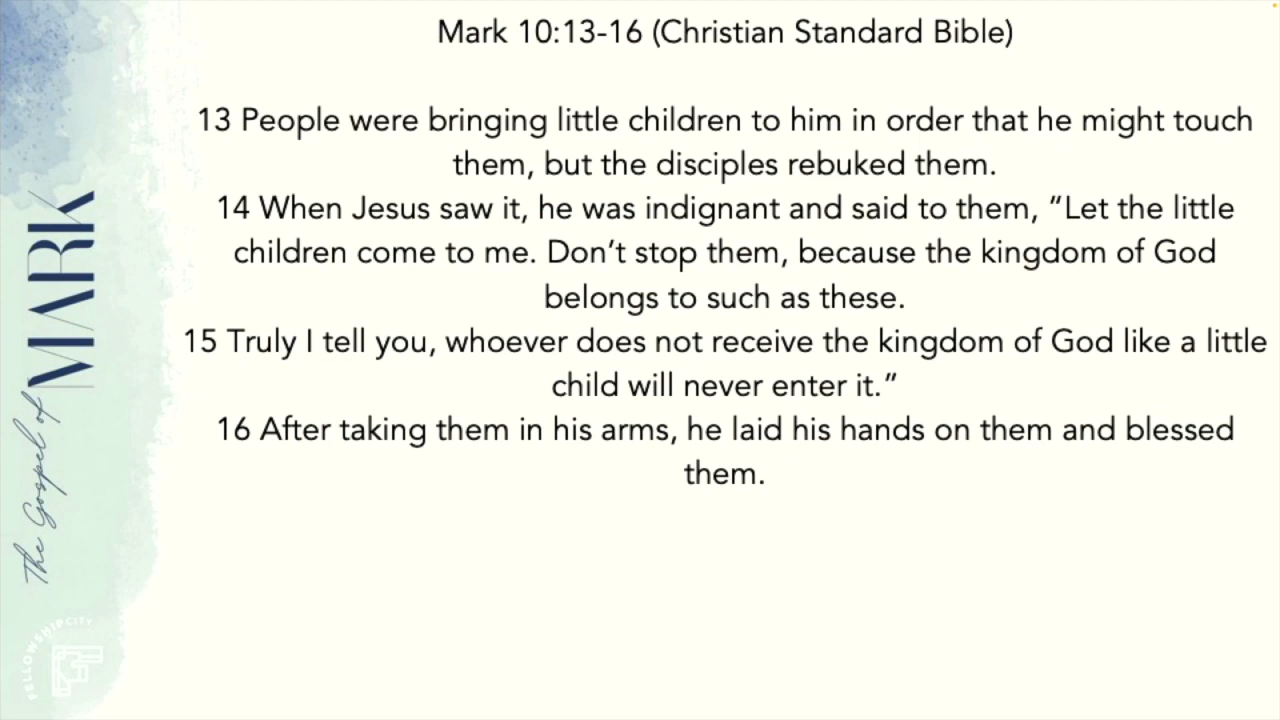 Mark 10:13-16 (Christian Standard Bible)
13 People were bringing little children to him in order that he might touch
them, but the disciples rebuked them.
14 When Jesus saw it, he was indignant and said to them, “Let the little
children come to me. Don’t stop them, because the kingdom of God
belongs to such as these.
15 Truly I tell you, whoever does not receive the kingdom of God like a little
child will never enter it.”
16 After taking them in his arms, he laid his hands on them and blessed
them.
The Gospel of
MARK
FELLOWSHIP CITY